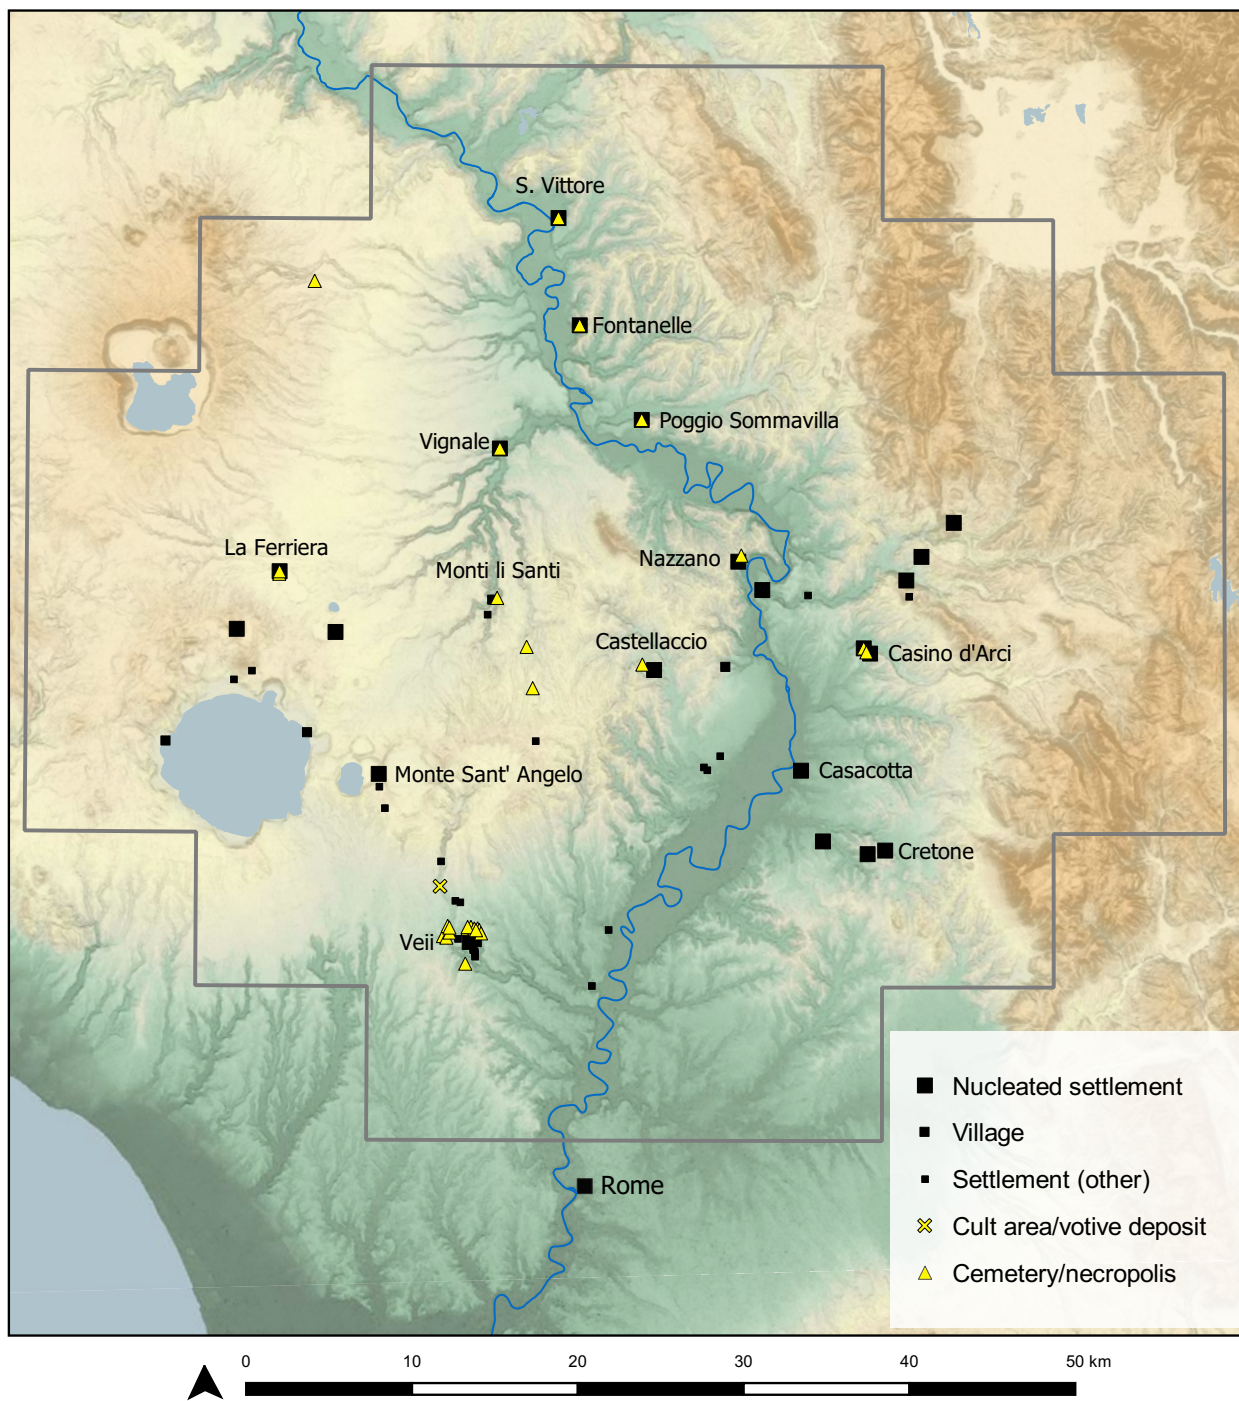 S. Vittore
Fontanelle
Poggio Sommavilla
Vignale
La Ferriera
Nazzano
Monti li Santi
Castellaccio
Casino d'Arci
Monte Sant' Angelo
Casacotta
Cretone
Veii
Rome
Nucleated settlement
Village
Settlement (other)
Cult area/votive deposit
Cemetery/necropolis
0 10 20 30 40 50 km